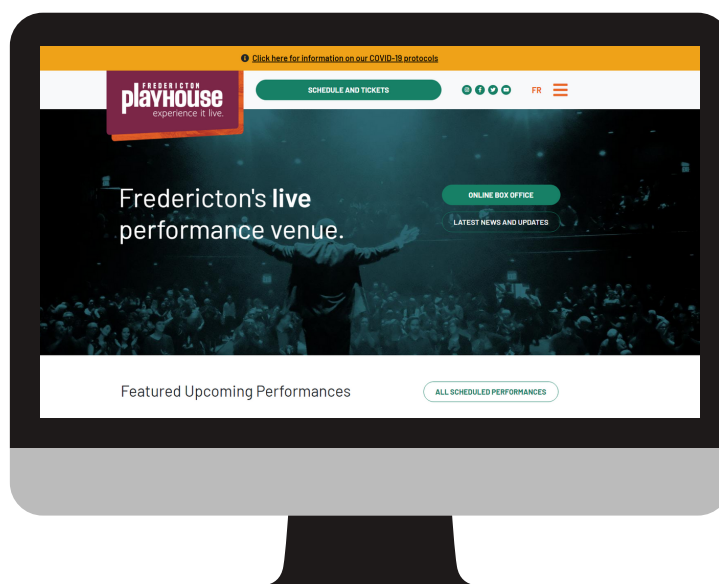 Click here for information on our COVID-19 protocols
FREDERICTON
playhouse
experience it live.
SCHEDULE AND TICKETS
FR
Fredericton's live
performance venue.
ONLINE BOX OFFICE
LATEST NEWS AND UPDATES
Featured Upcoming Performances
ALL SCHEDULED PERFORMANCES